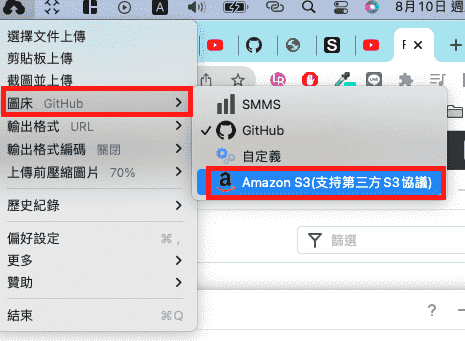 8月10日 週
A
選擇文件上傳
剪貼板上傳
截圖並上傳
圖床 GitHub
輸出格式 URL
輸出格式編碼 關閉
上傳前壓縮圖片 70%
歷史紀錄
偏好設定 ⌘ ,
更多
贊助
結束 ⌘Q
SMMS
GitHub
自定義
Amazon S3(支持第三方S3協議)
篩選
?